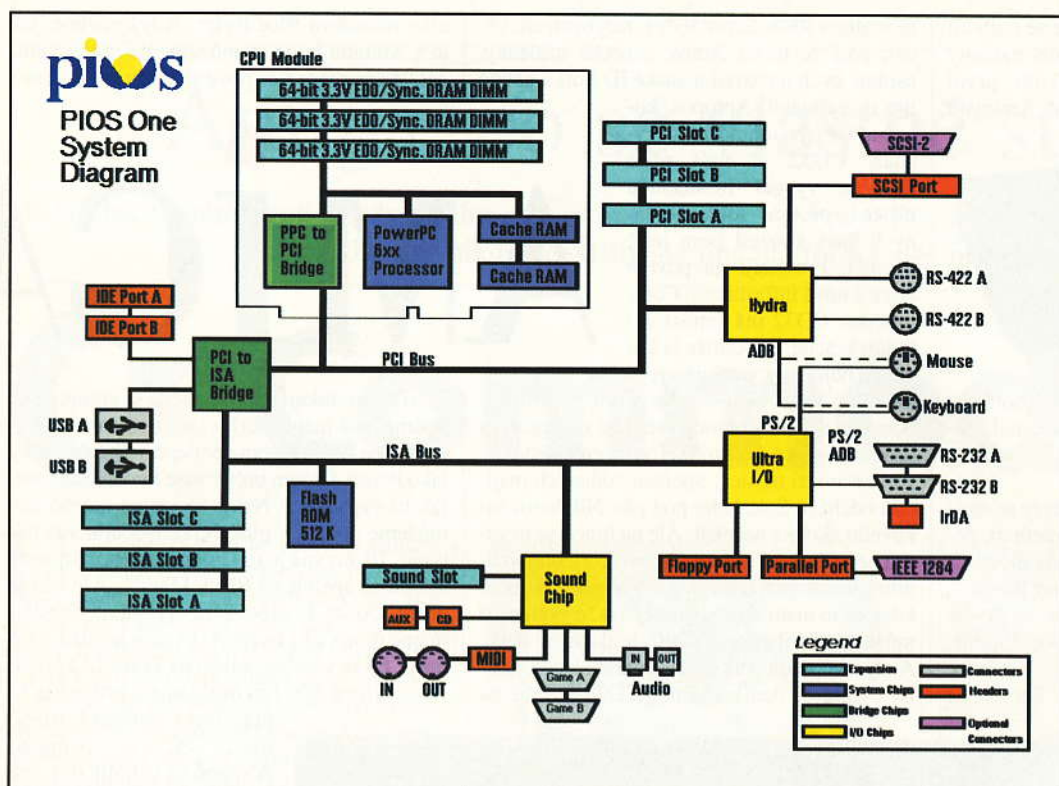 pios
PIOS One
System
Diagram
CPU Module
64-bit 3.3V EDO/Sync. DRAM DIMM
64-bit 3.3V EDO/Sync. DRAM DIMM
64-bit 3.3V EDO/Sync. DRAM DIMM
PPC to
PCI
Bridge
PowerPC
6xx
Processor
Cache RAM
Cache RAM
PCI Slot C
PCI Slot B
PCI Slot A
SCSI-2
SCSI Port
IDE Port A
IDE Port B
PCI to
ISA
Bridge
PCI Bus
Hydra
ADB
RS-422 A
RS-422 B
Mouse
Keyboard
USB A
USB B
ISA Bus
PS/2
Ultra
I/O
PS/2
ADB
RS-232 A
RS-232 B
IrDA
Flash
ROM
512 K
ISA Slot C
ISA Slot B
ISA Slot A
Sound Slot
Sound
Chip
Floppy Port
Parallel Port
IEEE 1284
AUX
CD
MIDI
IN
OUT
Game A
Game B
IN
OUT
Audio
Legend
Expansion
System Chips
Bridge Chips
I/O Chips
Connectors
Headers
Optional
Connectors